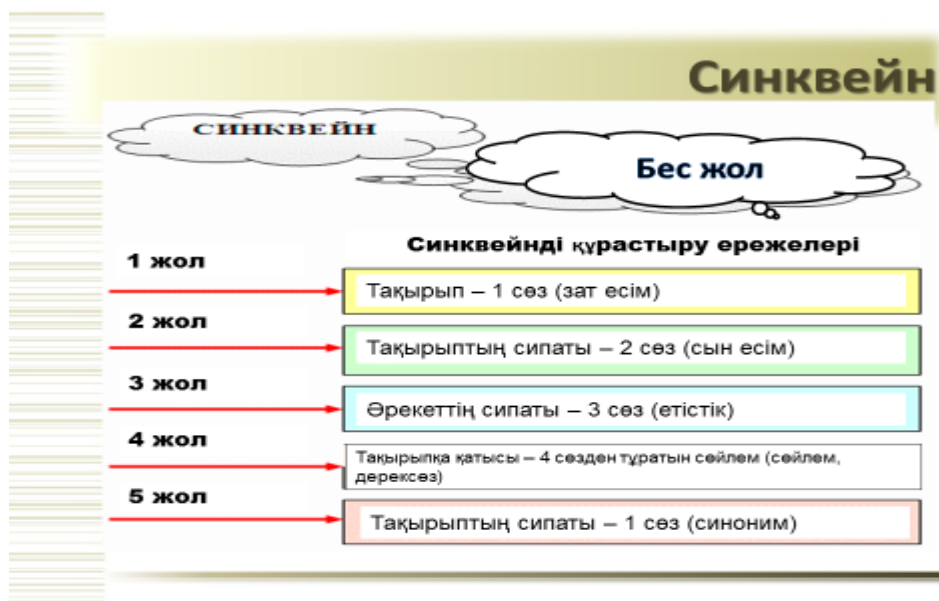 Синквейн
СИНКВЕЙН
Бес жол
Синквейнді құрастыру ережелері
1 жол
Тақырып – 1 сөз (зат есім)
2 жол
Тақырыптың сипаты – 2 сөз (сын есім)
3 жол
Әрекеттің сипаты – 3 сөз (етістік)
4 жол
Тақырыпқа қатысы – 4 сөзден тұратын сөйлем (сөйлем,
дерексөз)
5 жол
Тақырыптың сипаты – 1 сөз (синоним)